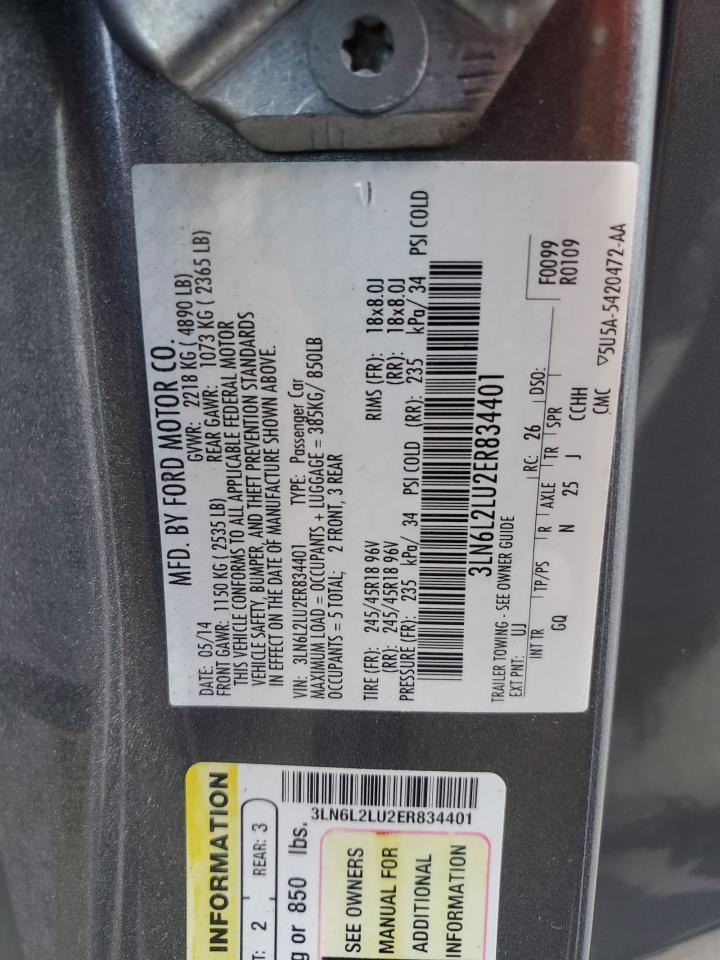 MFD. BY FORD MOTOR CO.
DATE: 05/14 GVWR: 2218 KG ( 4890 LB)
FRONT GAWR: 1150 KG (2535 LB) REAR GAWR: 1073 KG ( 2365 LB)
THIS VEHICLE CONFORMS TO ALL APPLICABLE FEDERAL MOTOR
VEHICLE SAFETY, BUMPER, AND THEFT PREVENTION STANDARDS
IN EFFECT ON THE DATE OF MANUFACTURE SHOWN ABOVE.
VIN: 3LN6L2LU2ER834401 TYPE: Passenger Car
MAXIMUM LOAD = OCCUPANTS + LUGGAGE = 385KG/ 850LB
OCCUPANTS = 5 TOTAL; 2 FRONT, 3 REAR
TIRE (FR): 245/45R18 96V RIMS (FR): 18x8.0J
(RR): 245/45R18 96V (RR): 18x8.0J
PRESSURE (FR): 235 kPa/ 34 PSI COLD (RR): 235 kPa/ 34 PSI COLD
3LN6L2LU2ER834401
TRAILER TOWING - SEE OWNER GUIDE
EXT PNT: UJ RC: 26 DSO: F0099
R0109
INT TR TP/PS R AXLE TR SPR
GQ N 25 J CCHH
CMC ▽5U5A-5420472-AA
INFORMATION
T: 2 REAR: 3
g or 850 lbs.
3LN6L2LU2ER834401
SEE OWNERS
MANUAL FOR
ADDITIONAL
INFORMATION